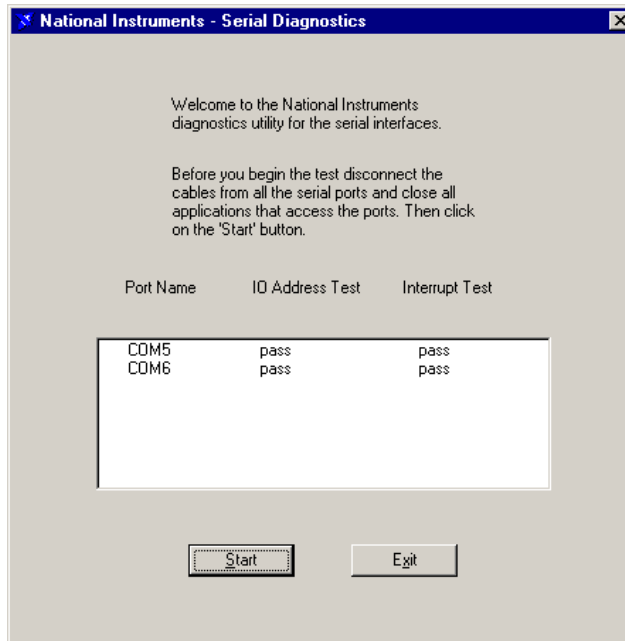 National Instruments - Serial Diagnostics
Welcome to the National Instruments
diagnostics utility for the serial interfaces.
Before you begin the test disconnect the
cables from all the serial ports and close all
applications that access the ports. Then click
on the 'Start' button.
Port Name IO Address Test Interrupt Test
COM5 pass pass
COM6 pass pass
Start Exit